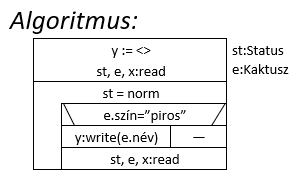 Algoritmus:
y := <>
st, e, x:read
st:Status
e:Kaktusz
st = norm
e.szín=”piros”
y:write(e.név)
—
st, e, x:read